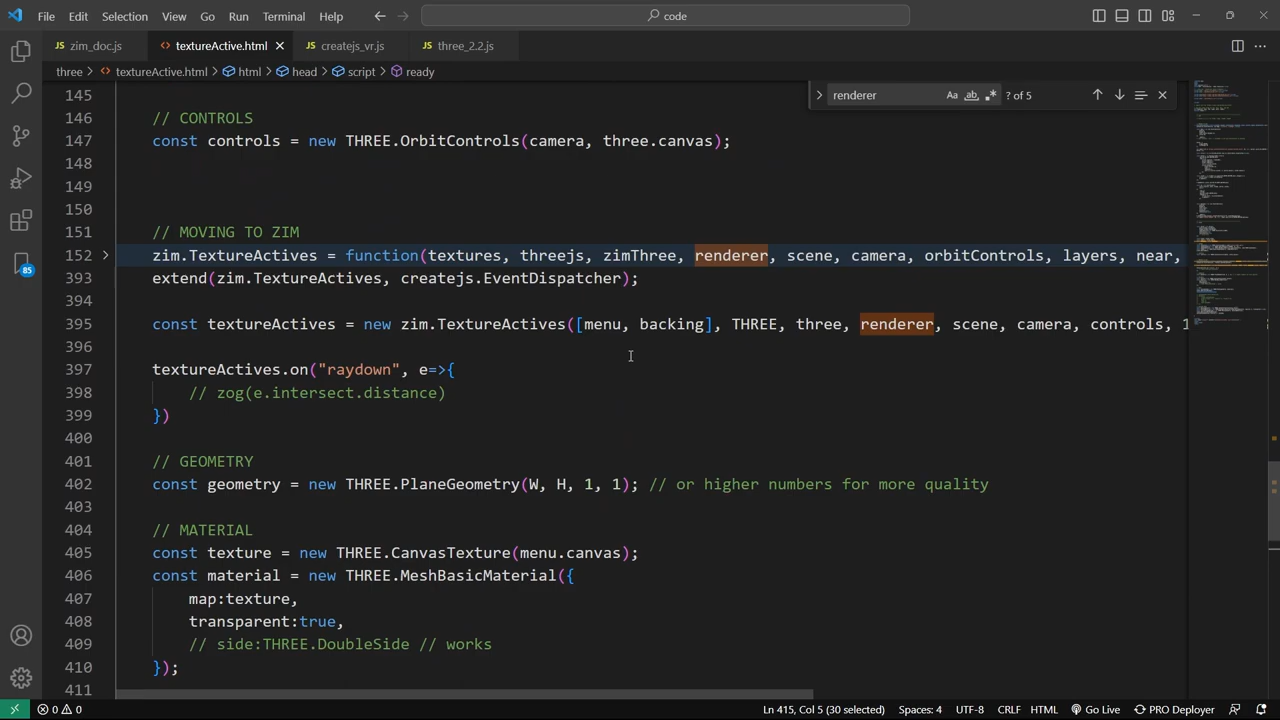 File Edit Selection View Go Run Terminal Help code
zim_doc.js textureActive.html createjs_vr.js three_2.2.js
three > textureActive.html > html > head > script > ready
renderer ab ? of 5
145
146 // CONTROLS
147 const controls = new THREE.OrbitControls(camera, three.canvas);
148
149
150
151 // MOVING TO ZIM
152 zim.TextureActives = function(textures, threejs, zimThree, renderer, scene, camera, orbitControls, layers, near,
393 extend(zim.TextureActives, createjs.EventDispatcher);
394
395 const textureActives = new zim.TextureActives([menu, backing], THREE, three, renderer, scene, camera, controls, 1
396
397 textureActives.on("raydown", e=>{
398 // zog(e.intersect.distance)
399 })
400
401 // GEOMETRY
402 const geometry = new THREE.PlaneGeometry(W, H, 1, 1); // or higher numbers for more quality
403
404 // MATERIAL
405 const texture = new THREE.CanvasTexture(menu.canvas);
406 const material = new THREE.MeshBasicMaterial({
407 map:texture,
408 transparent:true,
409 // side:THREE.DoubleSide // works
410 });
411
85
0 0 Ln 415, Col 5 (30 selected) Spaces: 4 UTF-8 CRLF HTML Go Live PRO Deployer